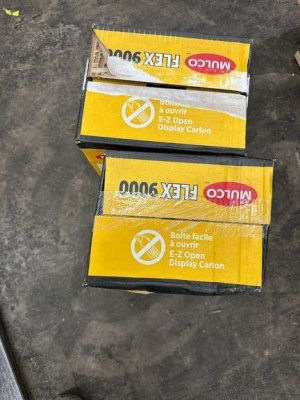 MULCO
FLEX 9000
Boîte facile
à ouvrir
E-Z Open
Display Carton
MULCO
FLEX 9000
Boîte facile
à ouvrir
E-Z Open
Display Carton